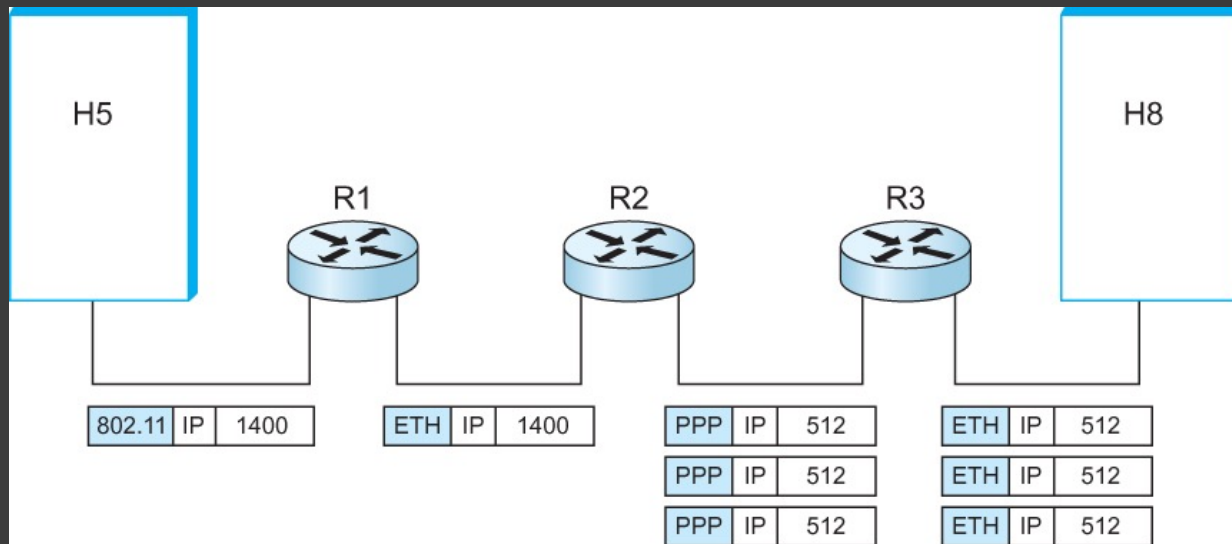 H5
H8
R1
R2
R3
802.11 IP 1400
ETH IP 1400
PPP IP 512
ETH IP 512
PPP IP 512
ETH IP 512
PPP IP 512
ETH IP 512